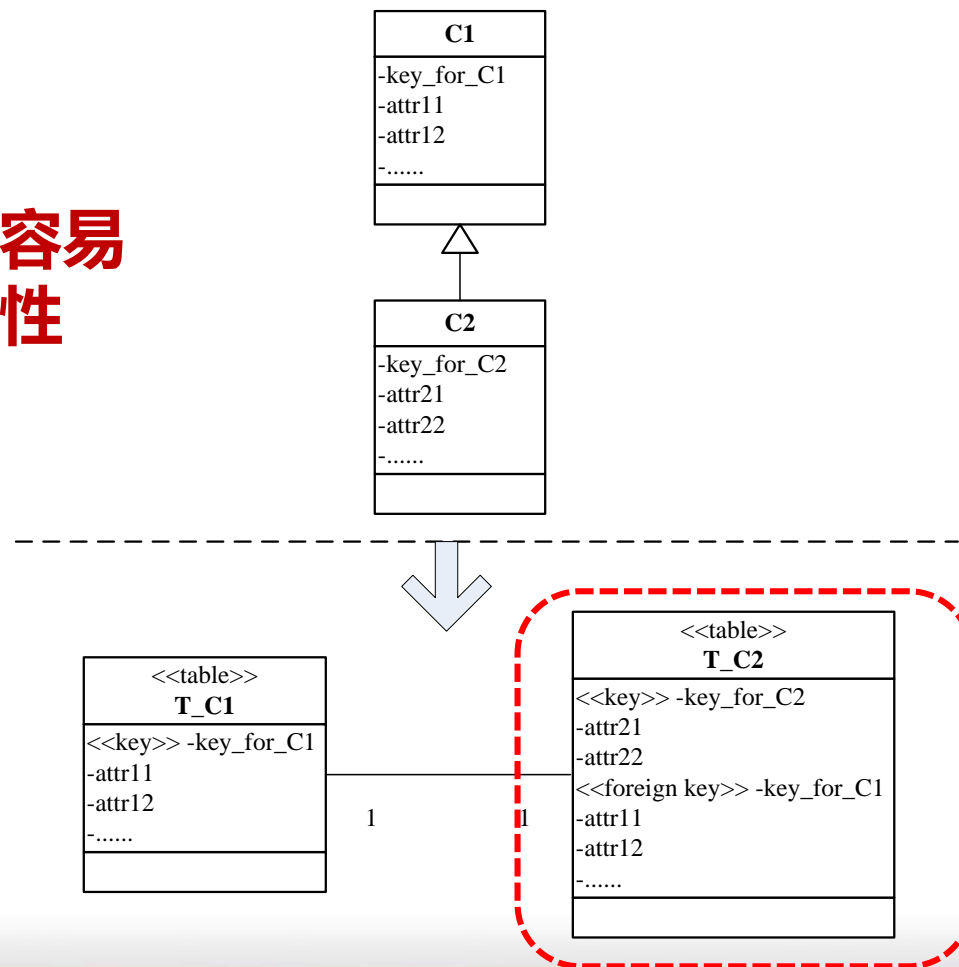 C1
-key_for_C1
-attr11
-attr12
-......
容易
性
C2
-key_for_C2
-attr21
-attr22
-......
<<table>>
T_C1
<<key>> -key_for_C1
-attr11
-attr12
-......
1
1
<<table>>
T_C2
<<key>> -key_for_C2
-attr21
-attr22
<<foreign key>> -key_for_C1
-attr11
-attr12
-......